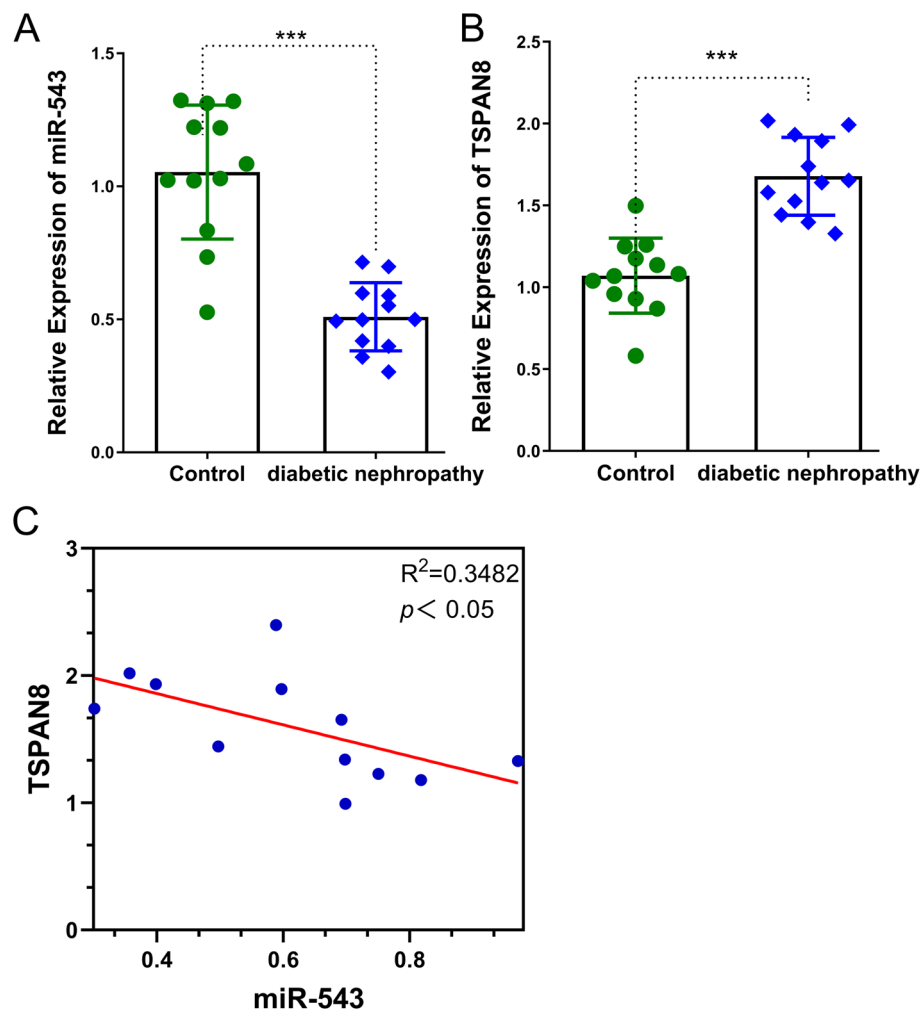 A
Relative Expression of miR-543
1.5
1.0
0.5
0.0
***
Control
diabetic nephropathy
B
Relative Expression of TSPAN8
2.5
2.0
1.5
1.0
0.5
0.0
***
Control
diabetic nephropathy
C
TSPAN8
3
2
1
0
R²=0.3482
p< 0.05
0.4
0.6
0.8
miR-543